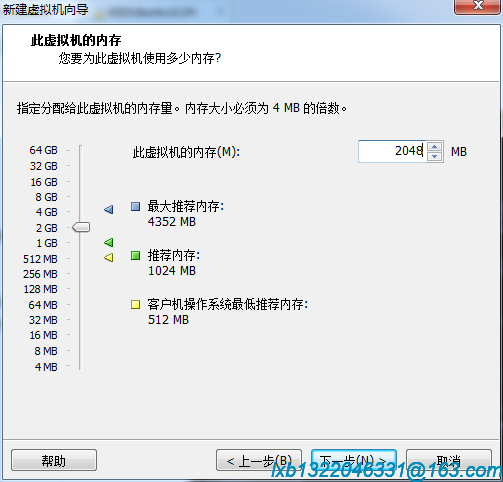 新建虚拟机向导
此虚拟机的内存
您要为此虚拟机使用多少内存?
指定分配给此虚拟机的内存量。内存大小必须为 4 MB 的倍数。
64 GB
32 GB
16 GB
8 GB
4 GB
2 GB
1 GB
512 MB
256 MB
128 MB
64 MB
32 MB
16 MB
8 MB
4 MB
此虚拟机的内存(M): 2048 MB
最大推荐内存:
4352 MB
推荐内存:
1024 MB
客户机操作系统最低推荐内存:
512 MB
帮助 < 上一步(B) 下一步(N) > 取消
lxb1322046331@163.com